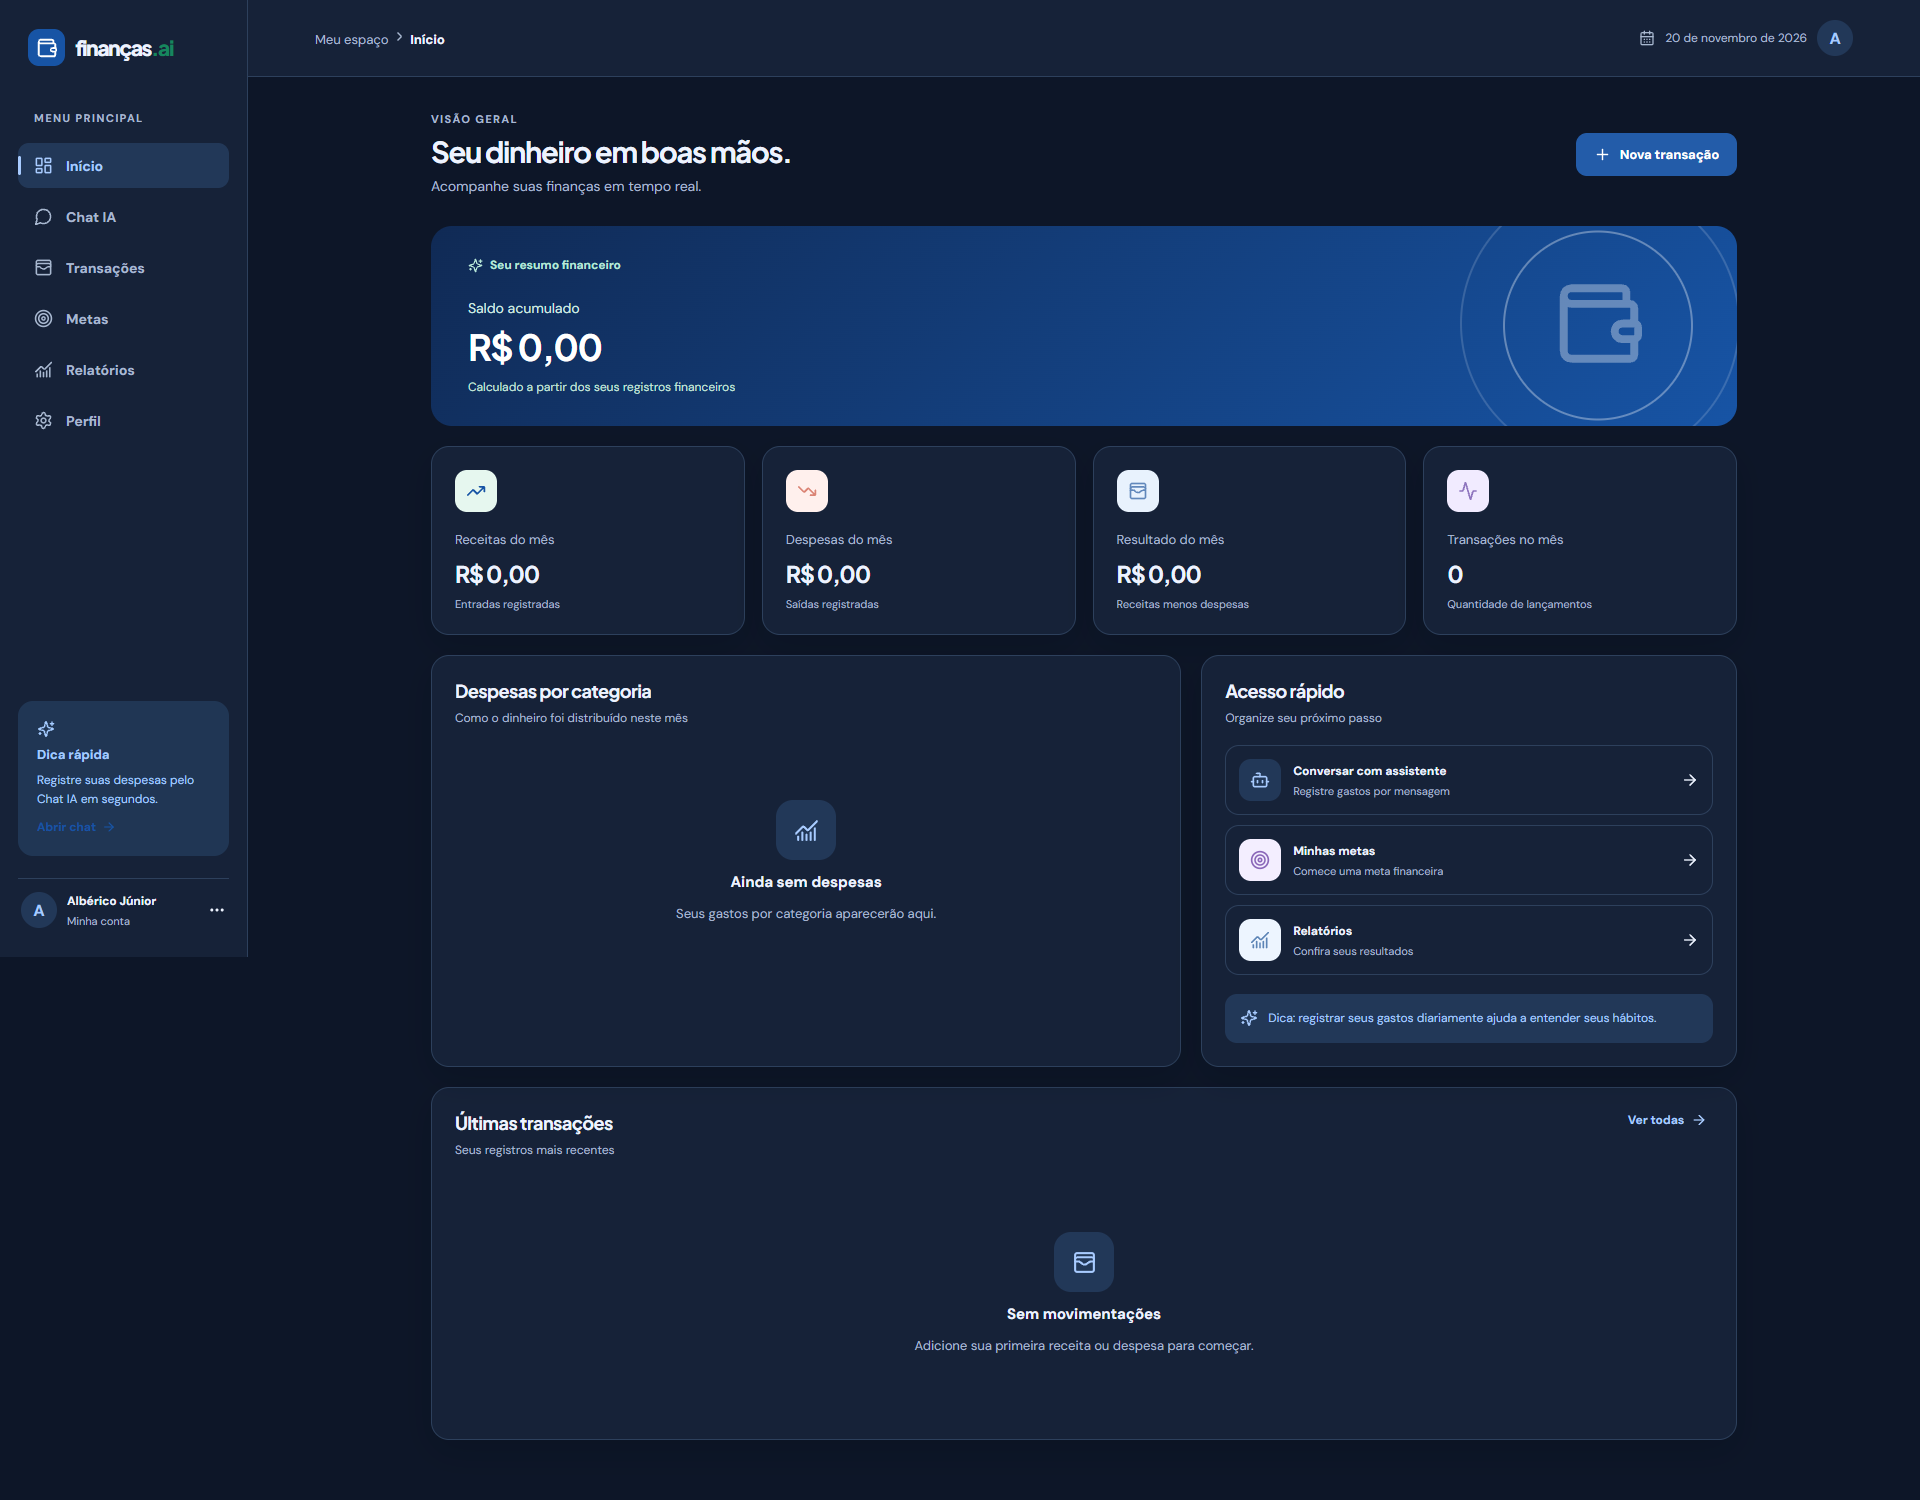 finanças.ai
MENU PRINCIPAL
Início
Chat IA
Transações
Metas
Relatórios
Perfil
Dica rápida
Registre suas despesas pelo
Chat IA em segundos.
Abrir chat
A
Albérico Júnior
Minha conta
Meu espaço
Início
20 de novembro de 2026
A
VISÃO GERAL
Seu dinheiro em boas mãos.
Acompanhe suas finanças em tempo real.
Nova transação
Seu resumo financeiro
Saldo acumulado
R$ 0,00
Calculado a partir dos seus registros financeiros
Receitas do mês
R$ 0,00
Entradas registradas
Despesas do mês
R$ 0,00
Saídas registradas
Resultado do mês
R$ 0,00
Receitas menos despesas
Transações no mês
0
Quantidade de lançamentos
Despesas por categoria
Como o dinheiro foi distribuído neste mês
Ainda sem despesas
Seus gastos por categoria aparecerão aqui.
Acesso rápido
Organize seu próximo passo
Conversar com assistente
Registre gastos por mensagem
Minhas metas
Comece uma meta financeira
Relatórios
Confira seus resultados
Dica: registrar seus gastos diariamente ajuda a entender seus hábitos.
Últimas transações
Seus registros mais recentes
Ver todas
Sem movimentações
Adicione sua primeira receita ou despesa para começar.